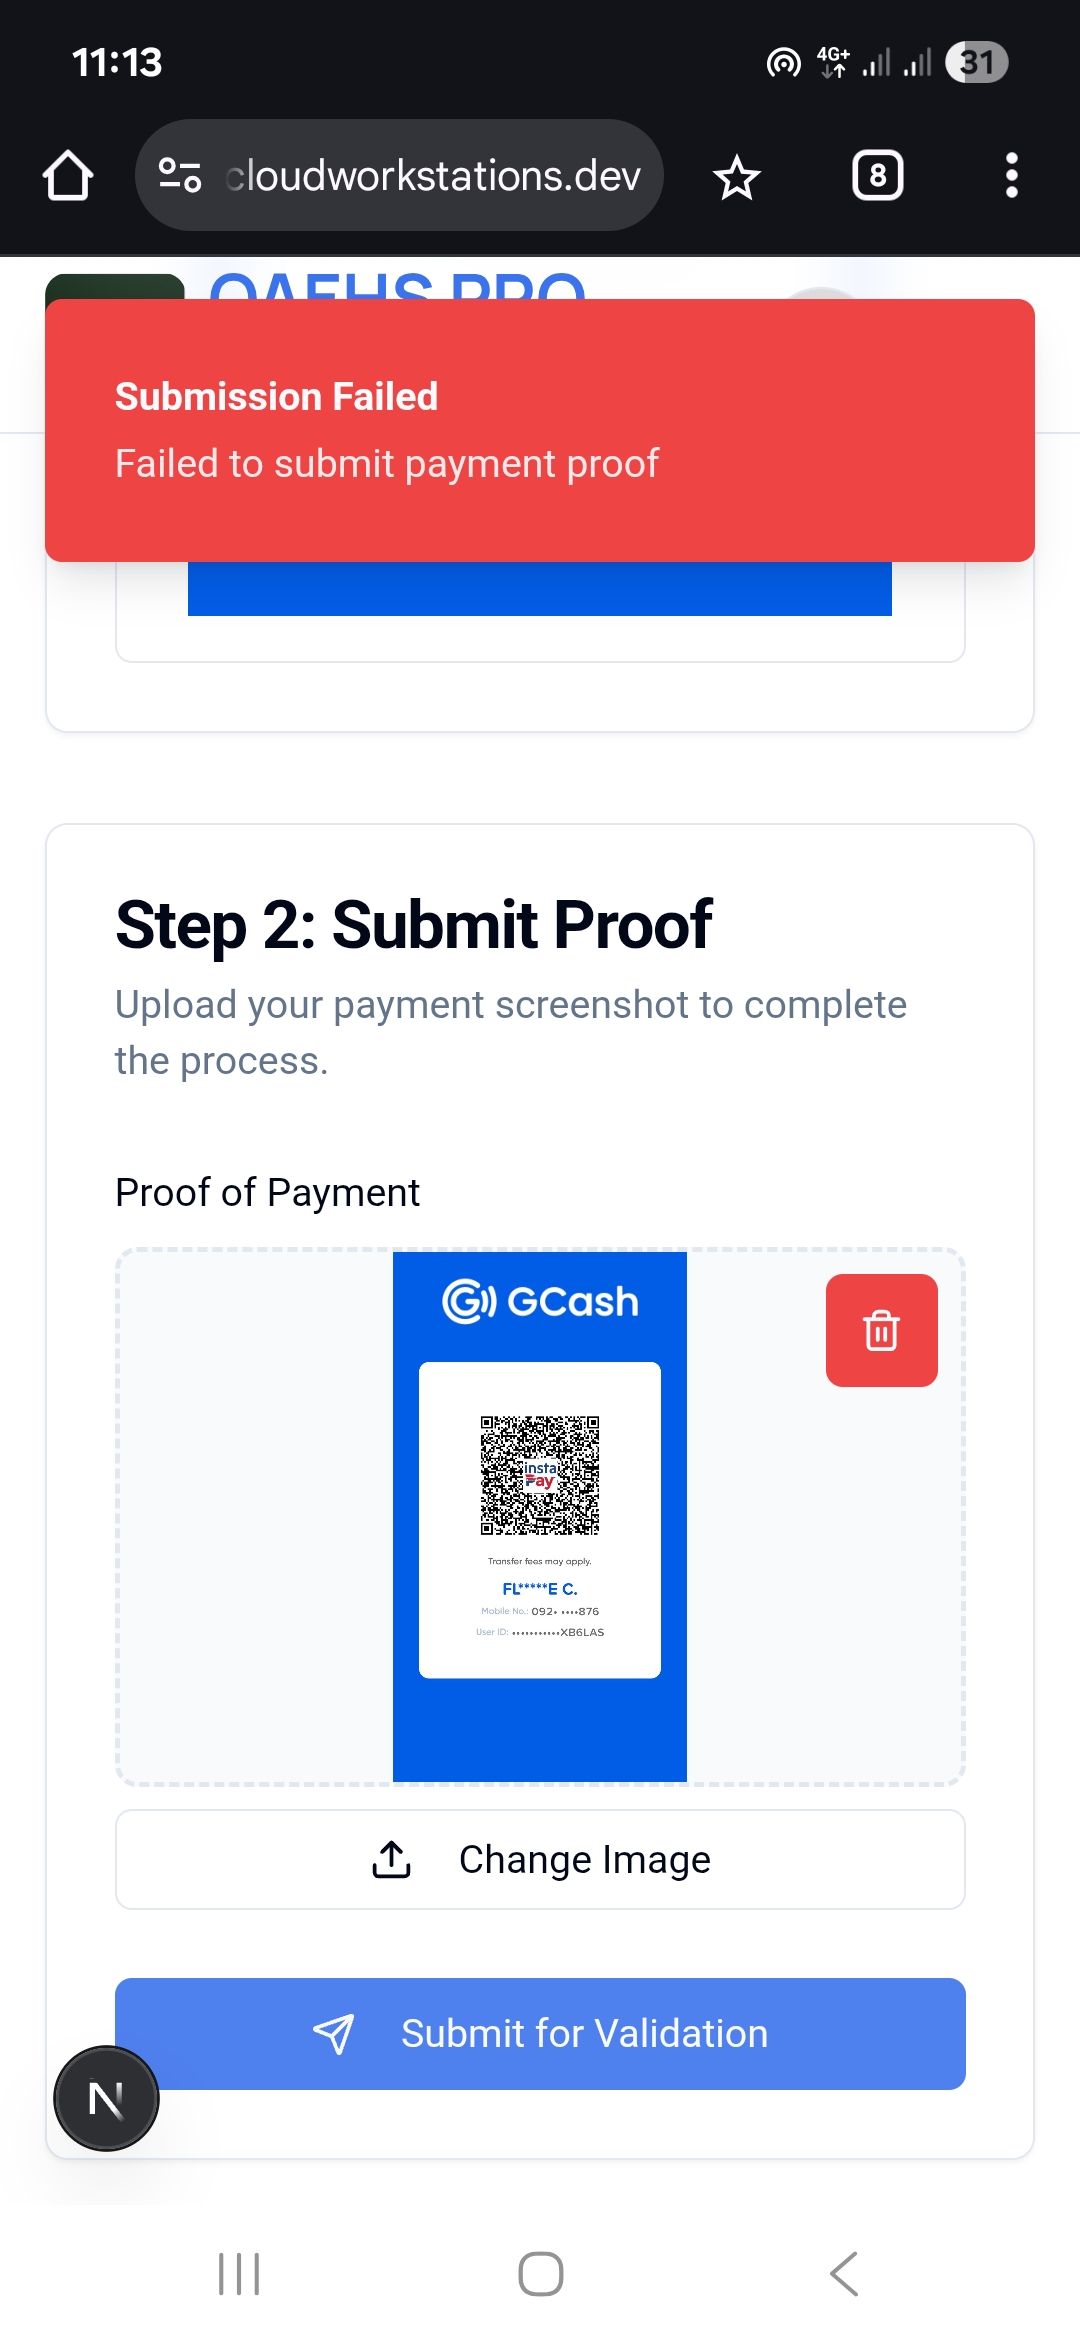 11:13
4G+
31
cloudworkstations.dev
8
Submission Failed
Failed to submit payment proof
Step 2: Submit Proof
Upload your payment screenshot to complete
the process.
Proof of Payment
GCash
insta
Pay
Transfer fees may apply.
FL*****E C.
Mobile No.: 092• ••••876
User ID: •••••••••••XB6LAS
Change Image
Submit for Validation
N